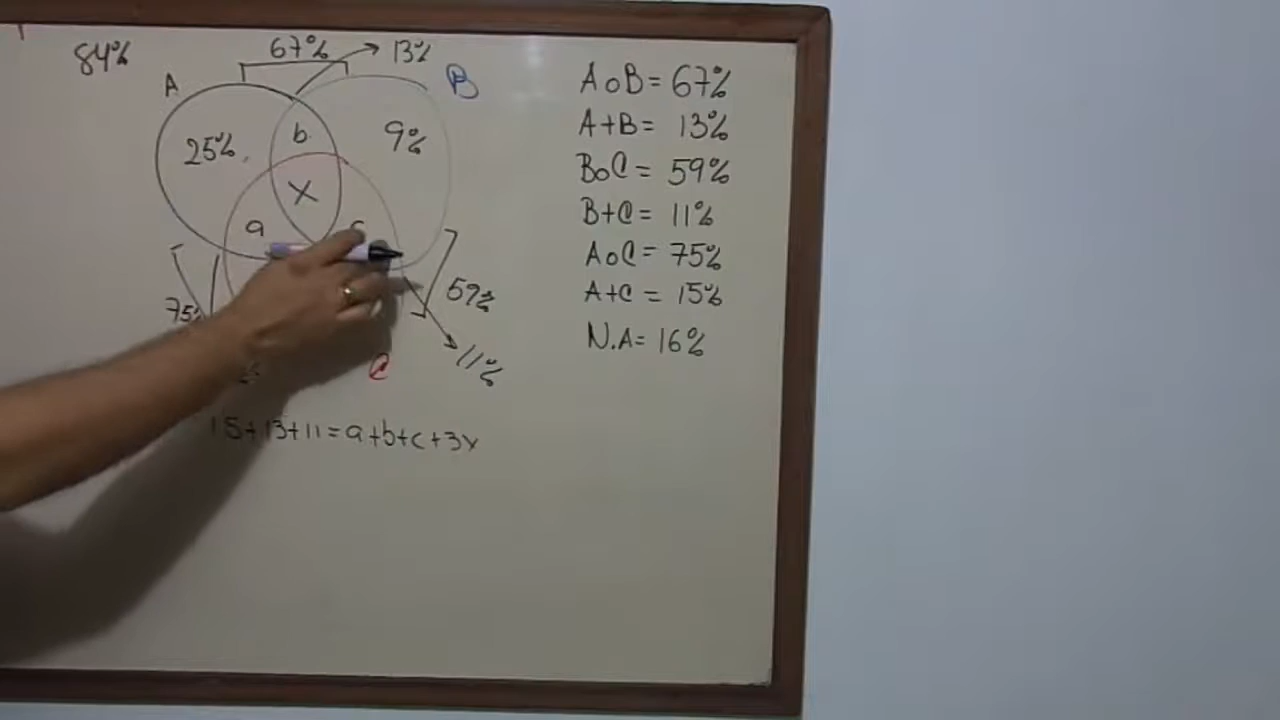 84%
67%
13%
A
B
25%
b
9%
X
a
c
75%
59%
11%
C
15+13+11=a+b+c+3x
AoB = 67%
A+B = 13%
BoC = 59%
B+C = 11%
AoC = 75%
A+C = 15%
N.A = 16%